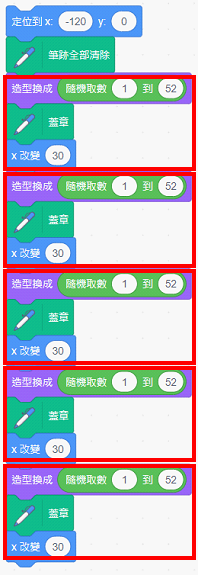 定位到 x: -120 y: 0
筆跡全部清除
造型換成 隨機取數 1 到 52
蓋章
x 改變 30
造型換成 隨機取數 1 到 52
蓋章
x 改變 30
造型換成 隨機取數 1 到 52
蓋章
x 改變 30
造型換成 隨機取數 1 到 52
蓋章
x 改變 30
造型換成 隨機取數 1 到 52
蓋章
x 改變 30